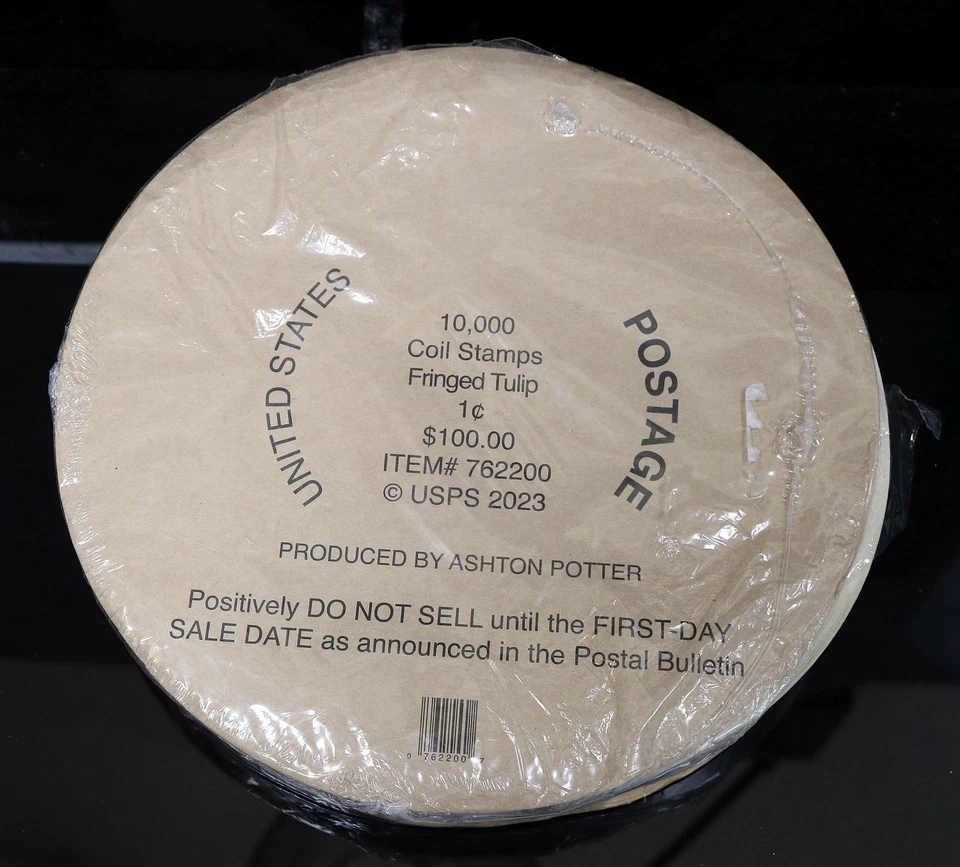 UNITED STATES
POSTAGE
10,000
Coil Stamps
Fringed Tulip
1¢
$100.00
ITEM# 762200
© USPS 2023
PRODUCED BY ASHTON POTTER
Positively DO NOT SELL until the FIRST-DAY
SALE DATE as announced in the Postal Bulletin
0 762200 7